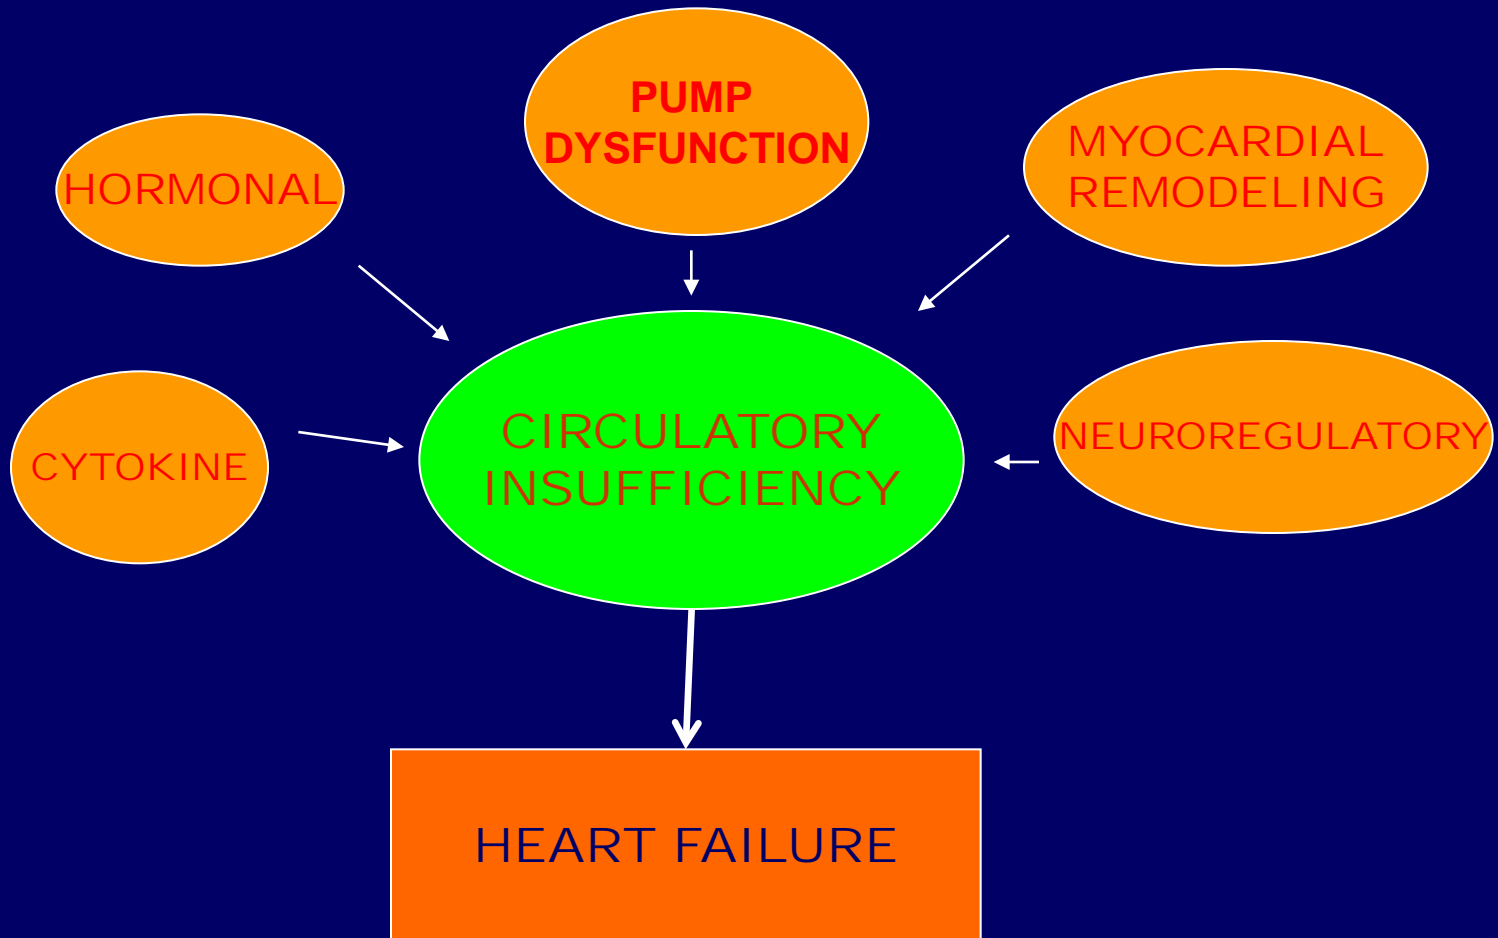 PUMP
DYSFUNCTION
HORMONAL
MYOCARDIAL
REMODELING
CYTOKINE
CIRCULATORY
INSUFFICIENCY
NEUROREGULATORY
HEART FAILURE